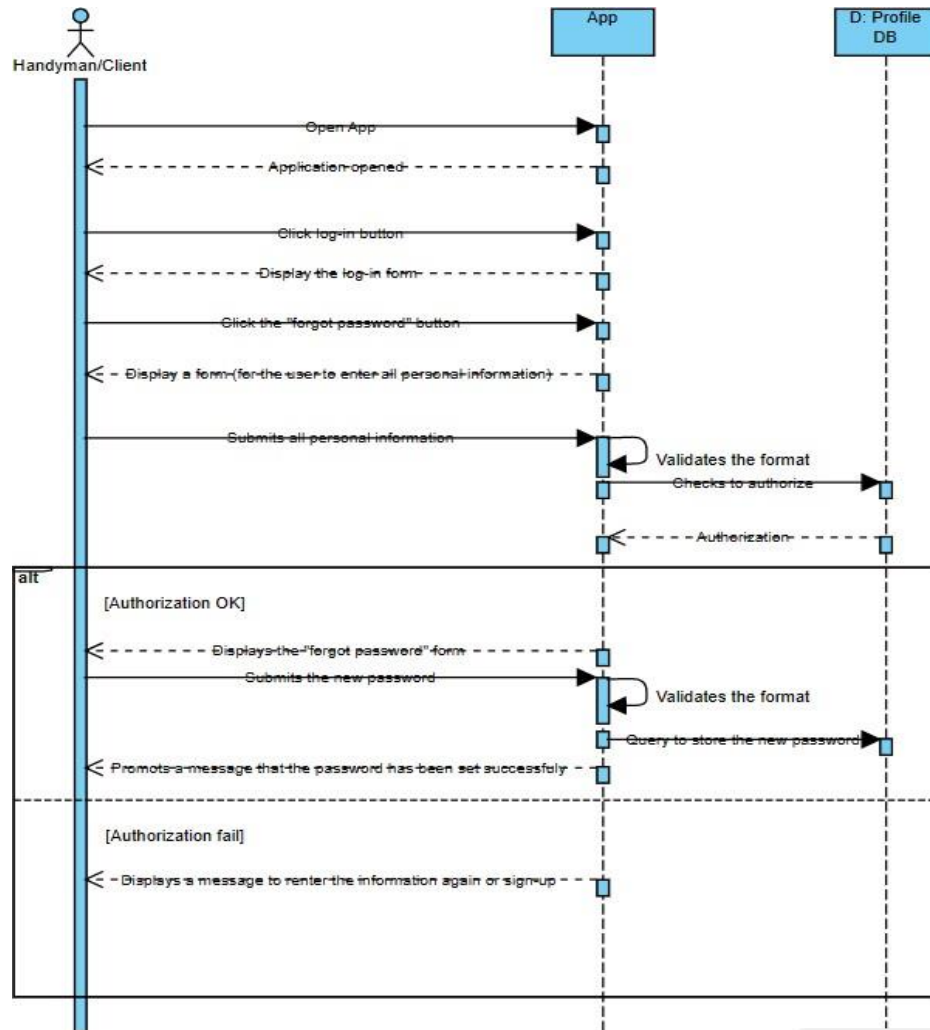 App
D: Profile
DB
Handyman/Client
Open App
Application opened
Click log-in button
Display the log-in form
Click the "forgot password" button
Display a form (for the user to enter all personal information)
Submits all personal information
Validates the format
Checks to authorize
Authorization
alt
[Authorization OK]
Displays the "forgot password" form
Submits the new password
Validates the format
Query to store the new password
Promots a message that the password has been set successfuly
[Authorization fail]
Displays a message to renter the information again or sign-up